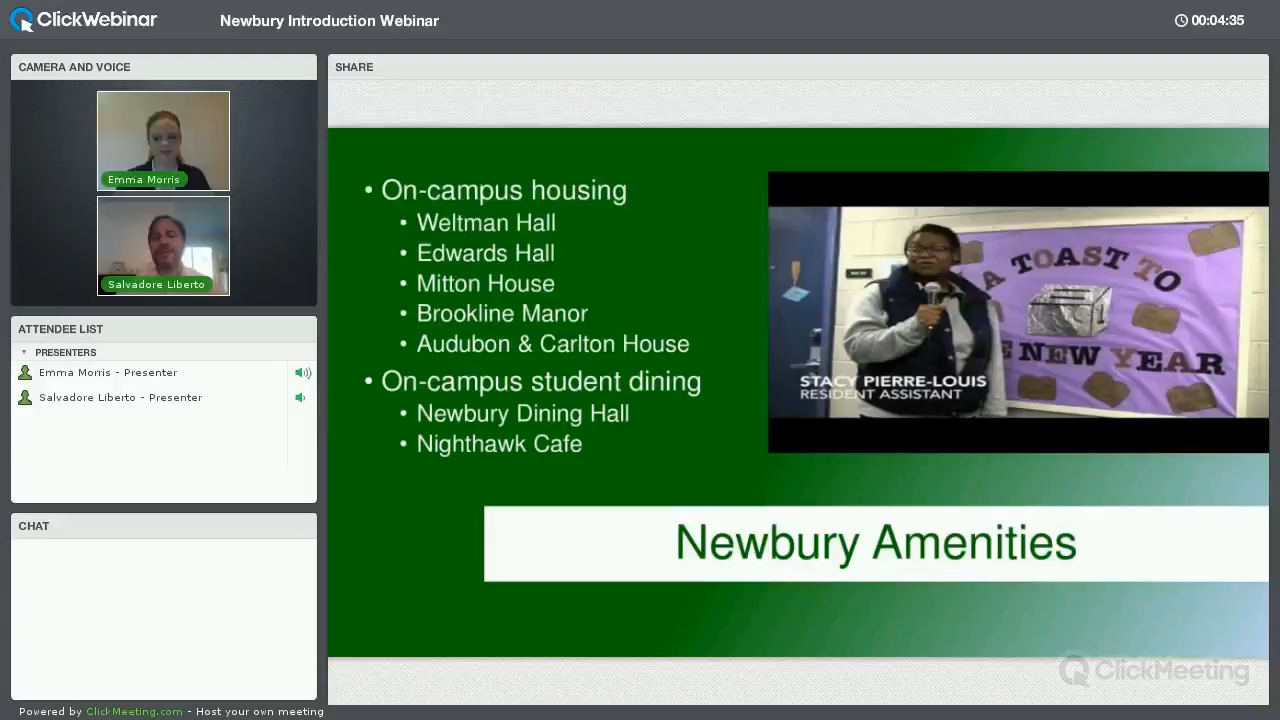 ClickWebinar
Newbury Introduction Webinar
00:04:35
CAMERA AND VOICE
Emma Morris
Salvadore Liberto
ATTENDEE LIST
PRESENTERS
Emma Morris - Presenter
Salvadore Liberto - Presenter
CHAT
SHARE
• On-campus housing
• Weltman Hall
• Edwards Hall
• Mitton House
• Brookline Manor
• Audubon & Carlton House
• On-campus student dining
• Newbury Dining Hall
• Nighthawk Cafe
A TOAST TO
NEW YEAR
STACY PIERRE-LOUIS
RESIDENT ASSISTANT
Newbury Amenities
ClickMeeting
Powered by ClickMeeting.com - Host your own meeting